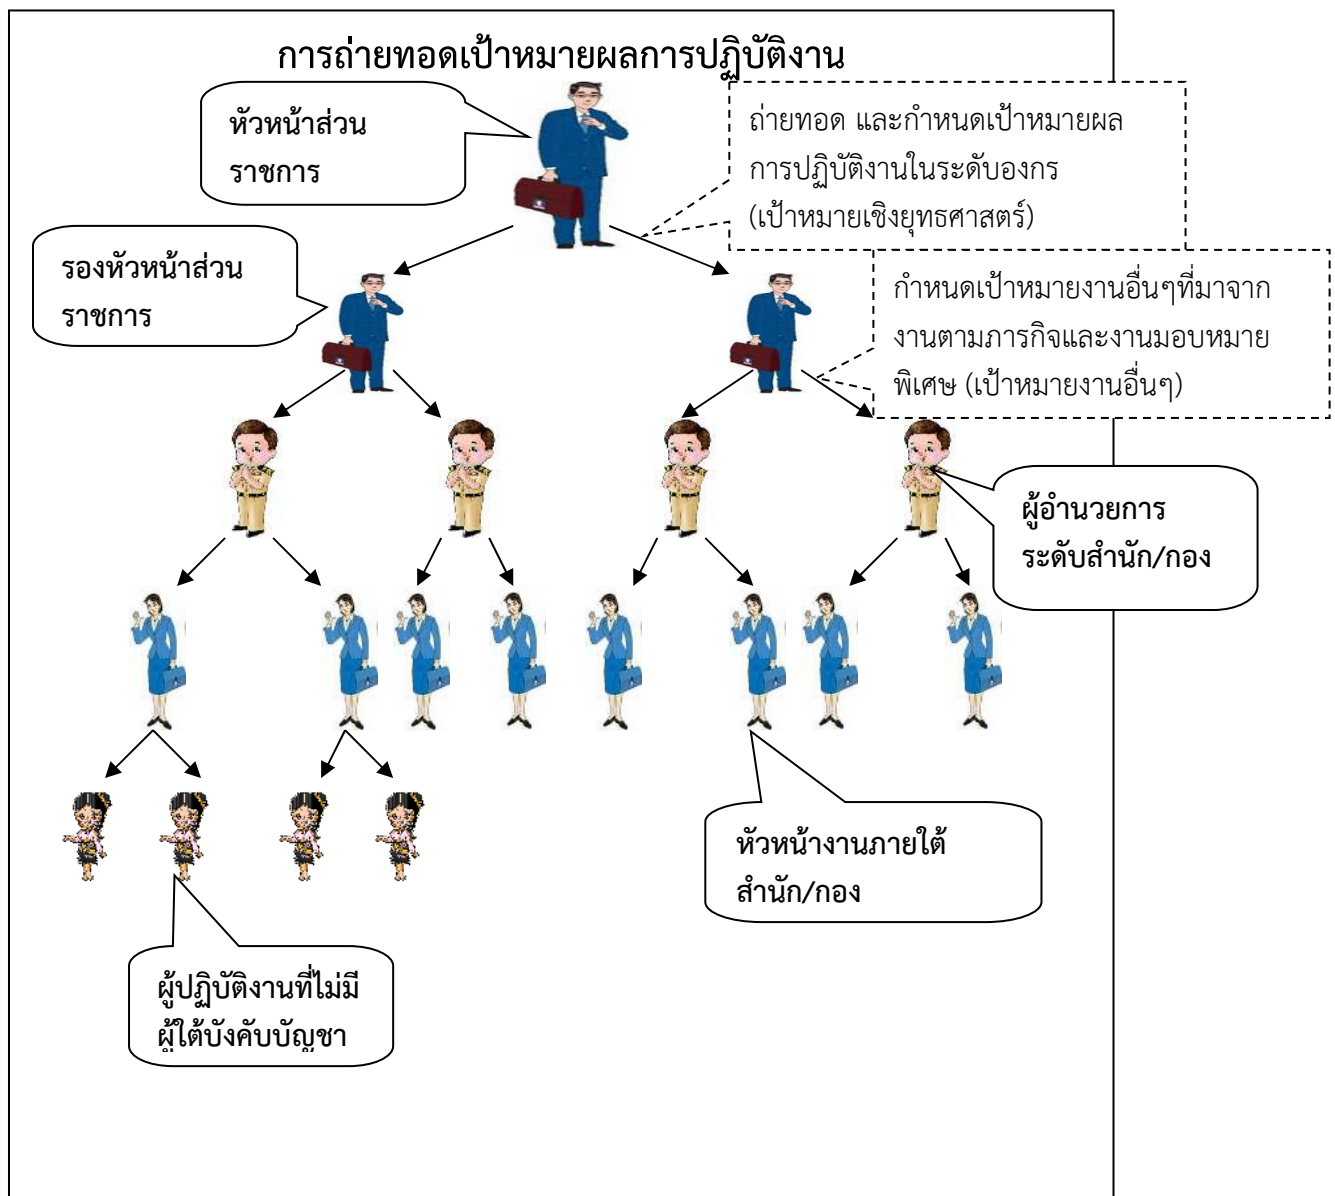 การถ่ายทอดเป้าหมายผลการปฏิบัติงาน
หัวหน้าส่วน
ราชการ
ถ่ายทอด และกำหนดเป้าหมายผล
การปฏิบัติงานในระดับองกร
(เป้าหมายเชิงยุทธศาสตร์)
รองหัวหน้าส่วน
ราชการ
กำหนดเป้าหมายงานอื่นๆที่มาจาก
งานตามภารกิจและงานมอบหมาย
พิเศษ (เป้าหมายงานอื่นๆ)
ผู้อำนวยการ
ระดับสำนัก/กอง
หัวหน้างานภายใต้
สำนัก/กอง
ผู้ปฏิบัติงานที่ไม่มี
ผู้ใต้บังคับบัญชา